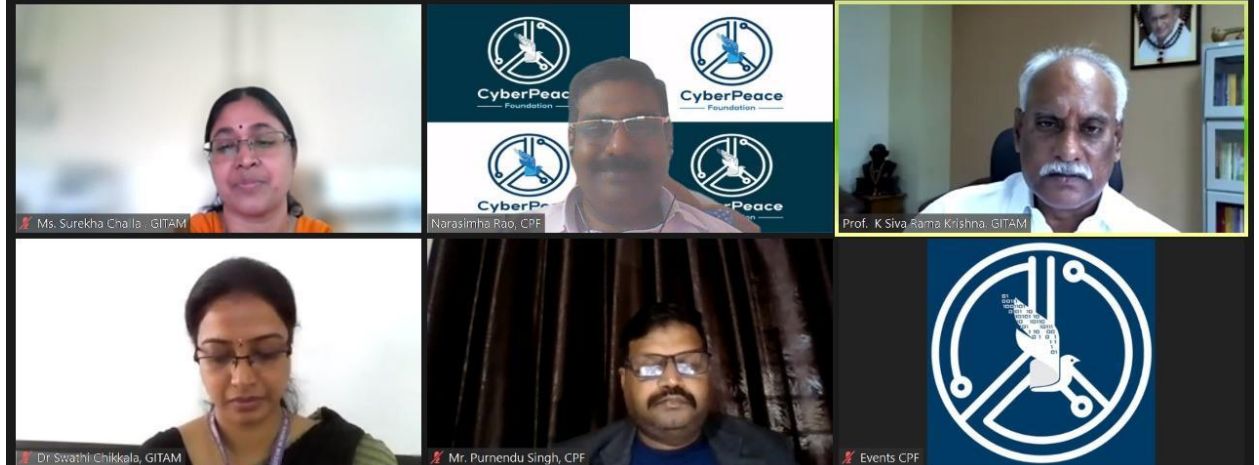 CyberPeace
Foundation
CyberPeace
Foundation
CyberPeace
Ms. Surekha Challa . GITAM
Narasimha Rao, CPF
Prof. K Siva Rama Krishna. GITAM
Dr Swathi Chikkala, GITAM
Mr. Purnendu Singh, CPF
Events CPF